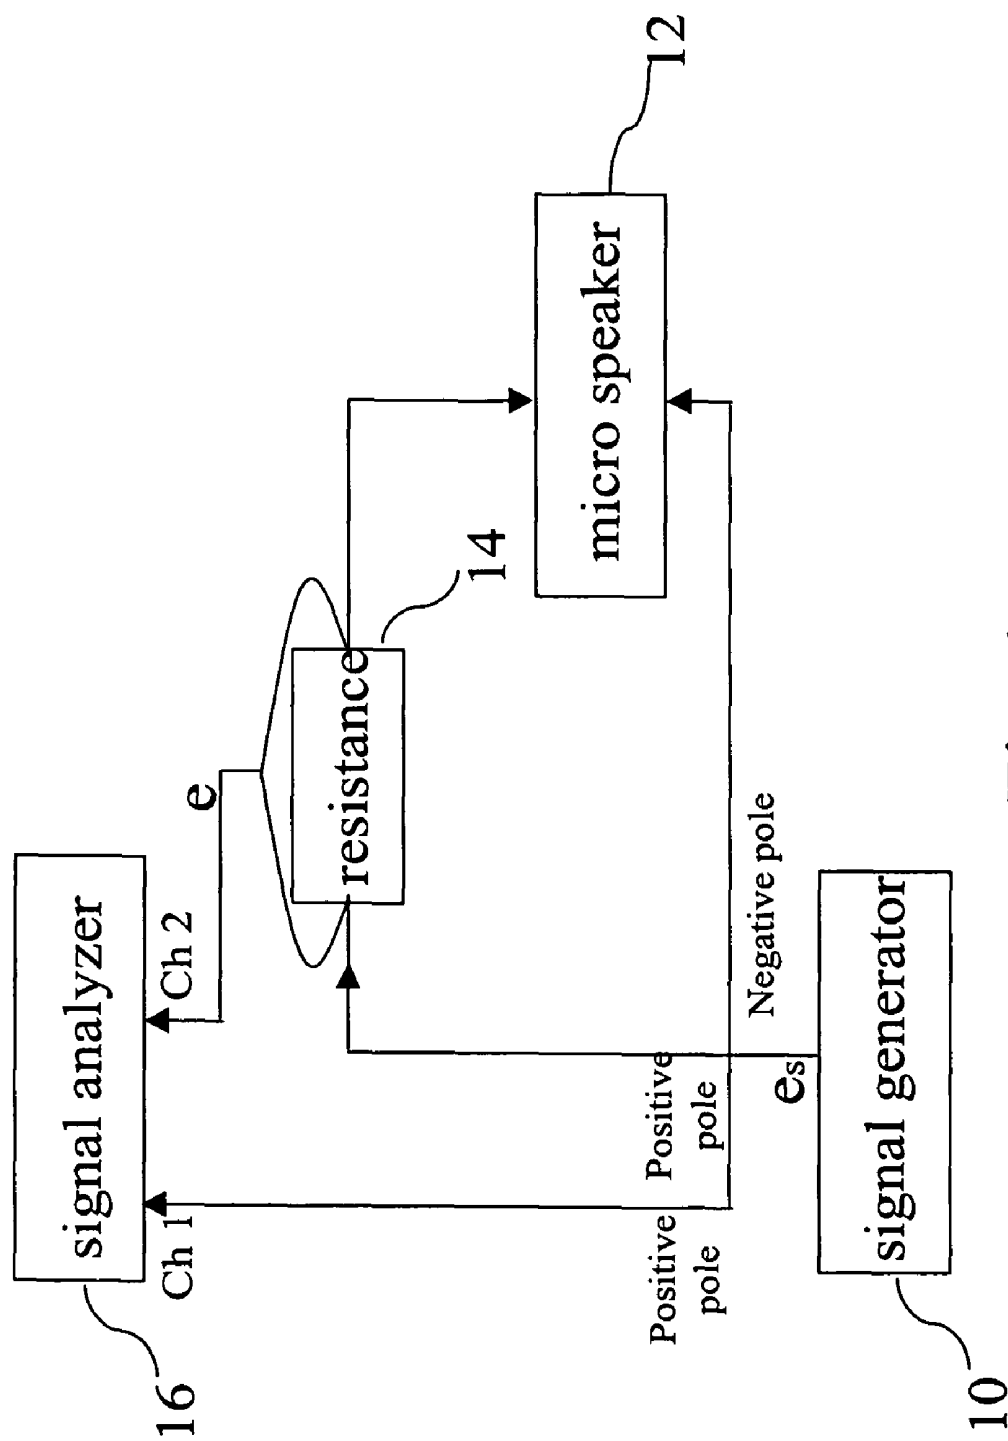 16
signal analyzer
Ch 1
Ch 2
e
resistance
14
12
micro speaker
Positive
pole
Positive
pole
Negative pole
es
signal generator
10